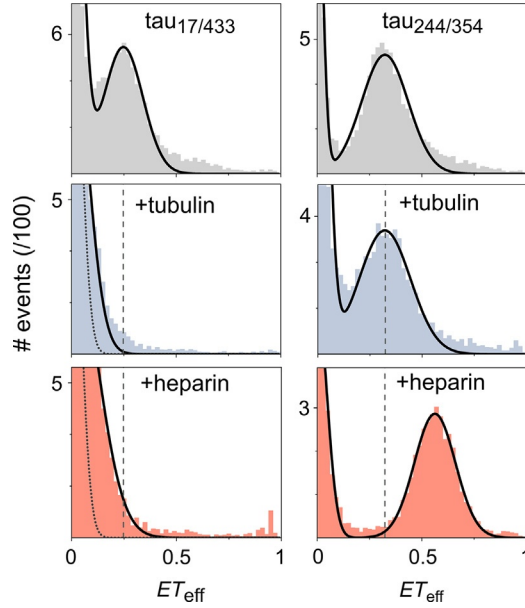 tau17/433
tau244/354
6
5
+tubulin
+tubulin
5
4
# events (/100)
+heparin
+heparin
5
3
0
0.5
1
0
0.5
1
ETeff
ETeff